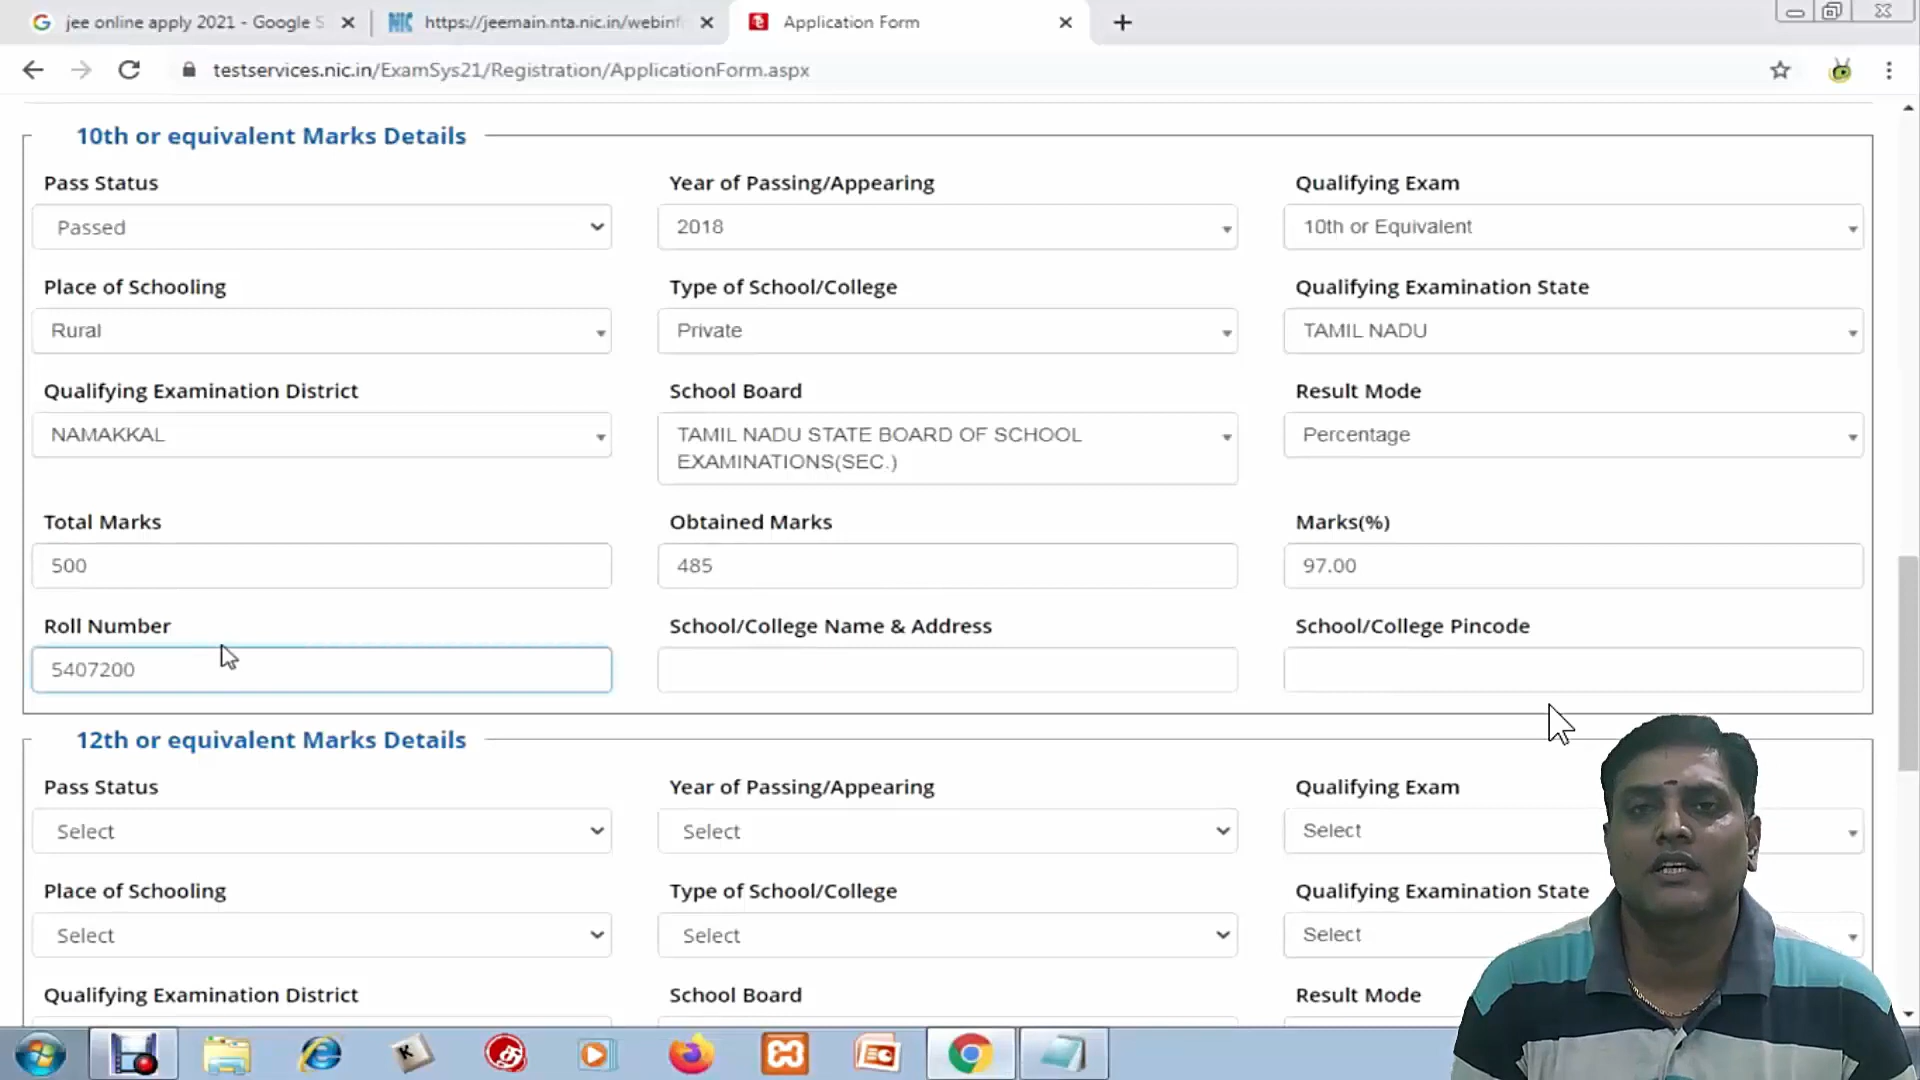 jee online apply 2021 - Google S
https://jeemain.nta.nic.in/webinf
Application Form
testservices.nic.in/ExamSys21/Registration/ApplicationForm.aspx
10th or equivalent Marks Details
Pass Status Year of Passing/Appearing Qualifying Exam
Passed 2018 10th or Equivalent
Place of Schooling Type of School/College Qualifying Examination State
Rural Private TAMIL NADU
Qualifying Examination District School Board Result Mode
NAMAKKAL TAMIL NADU STATE BOARD OF SCHOOL Percentage
EXAMINATIONS(SEC.)
Total Marks Obtained Marks Marks(%)
500 485 97.00
Roll Number School/College Name & Address School/College Pincode
5407200
12th or equivalent Marks Details
Pass Status Year of Passing/Appearing Qualifying Exam
Select Select Select
Place of Schooling Type of School/College Qualifying Examination State
Select Select Select
Qualifying Examination District School Board Result Mode